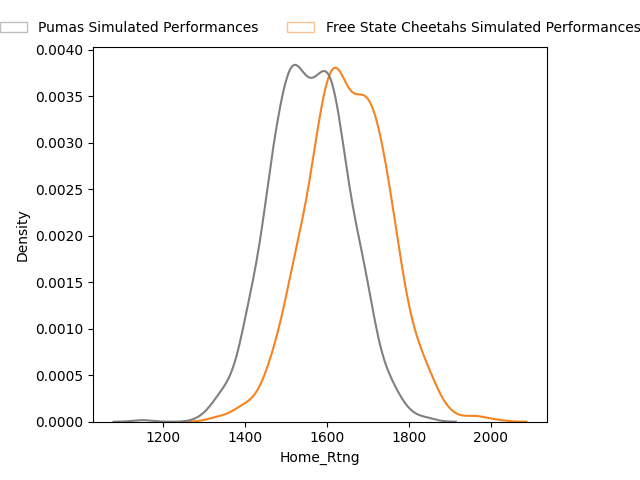 Pumas Simulated Performances Free State Cheetahs Simulated Performances
0.0040
0.0035
0.0030
0.0025
0.0020
0.0015
0.0010
0.0005
0.0000
Density
1200 1400 1600 1800 2000
Home_Rtng